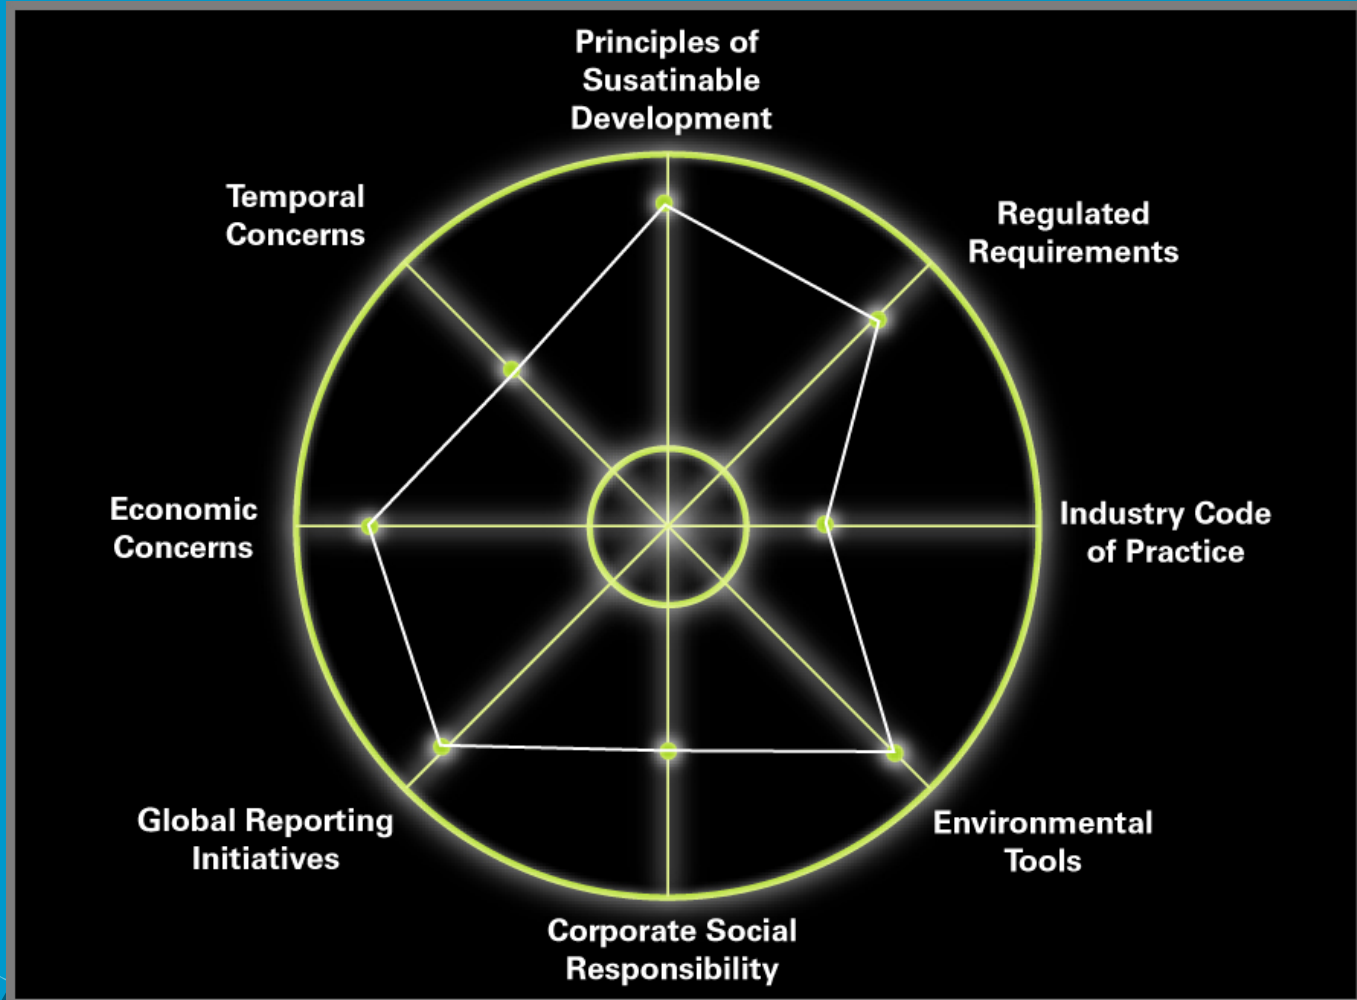 Principles of
Susatinable
Development
Temporal
Concerns
Regulated
Requirements
Economic
Concerns
Industry Code
of Practice
Global Reporting
Initiatives
Environmental
Tools
Corporate Social
Responsibility